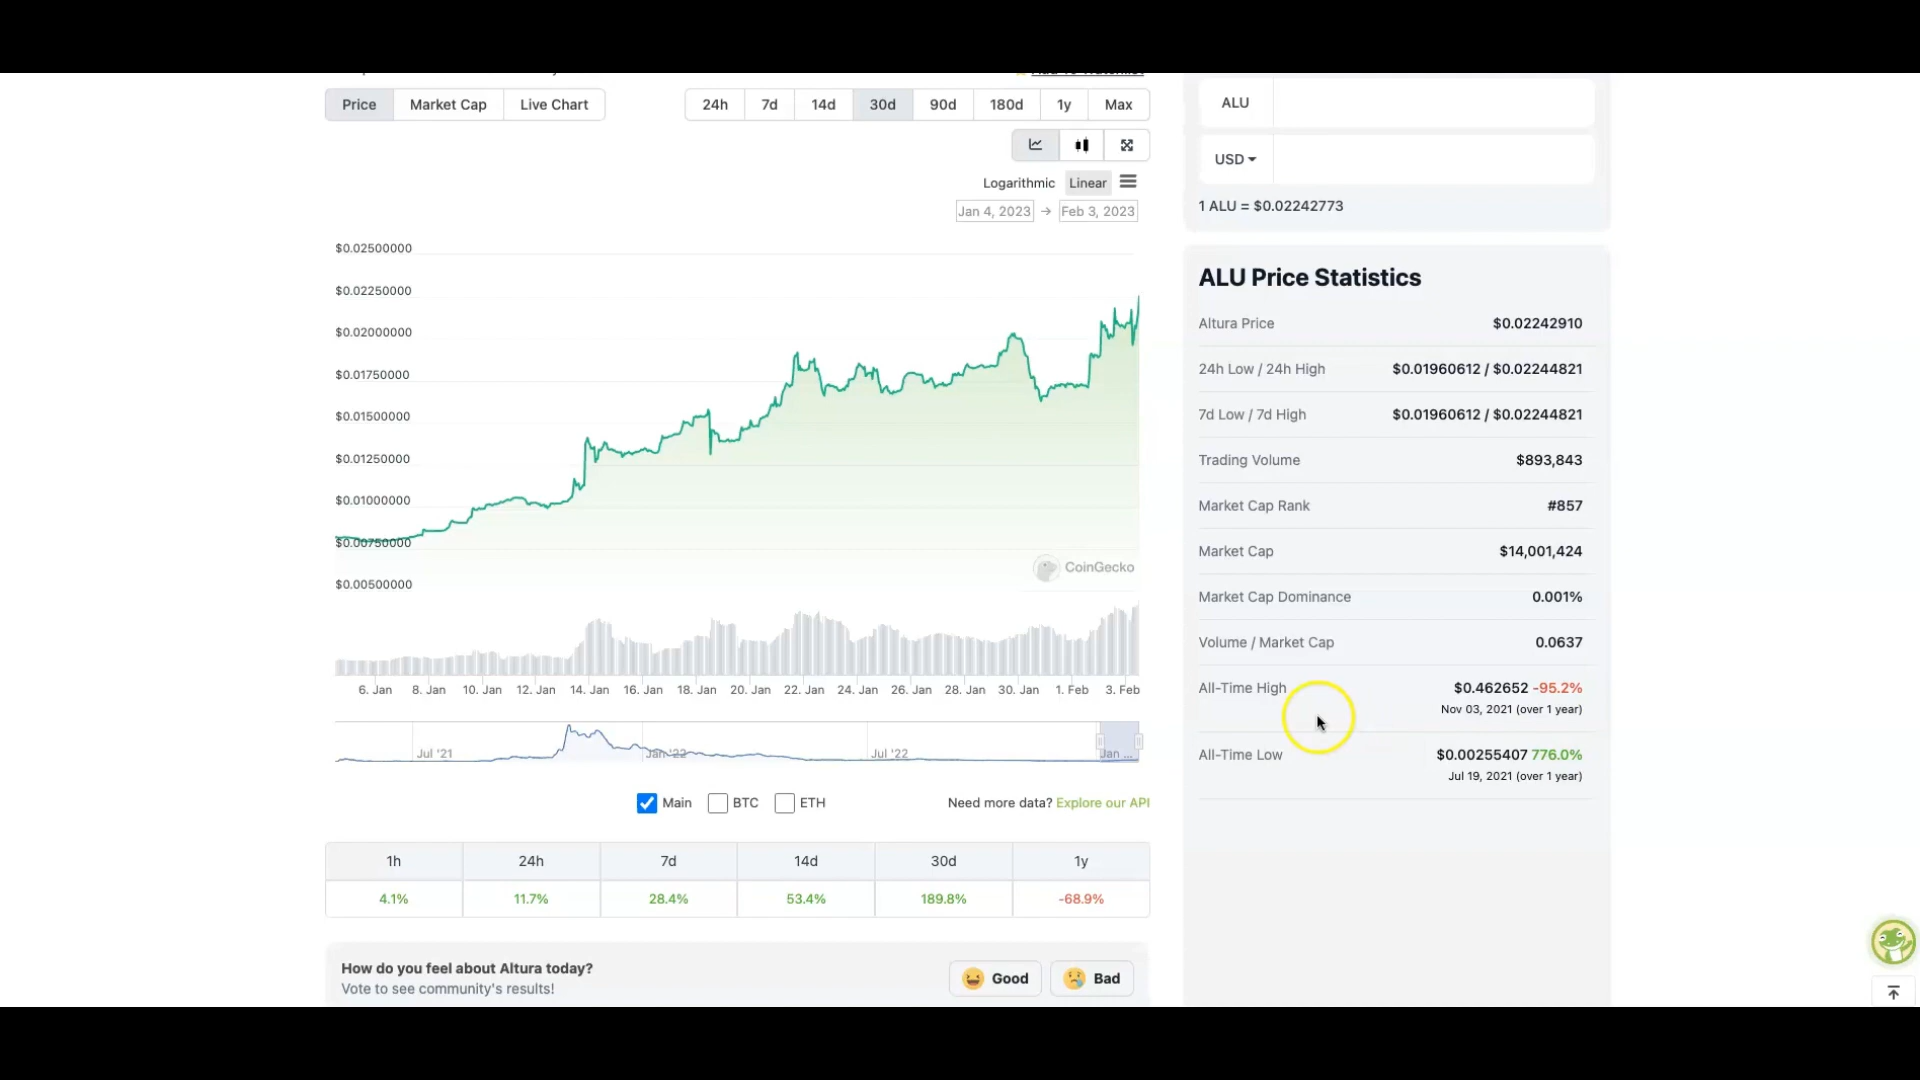 Price Market Cap Live Chart 24h 7d 14d 30d 90d 180d 1y Max
Logarithmic Linear
Jan 4, 2023 → Feb 3, 2023
$0.02500000
$0.02250000
$0.02000000
$0.01750000
$0.01500000
$0.01250000
$0.01000000
$0.00750000
$0.00500000
CoinGecko
6. Jan 8. Jan 10. Jan 12. Jan 14. Jan 16. Jan 18. Jan 20. Jan 22. Jan 24. Jan 26. Jan 28. Jan 30. Jan 1. Feb 3. Feb
Jul '21 Jan '22 Jul '22 Jan ...
Main BTC ETH Need more data? Explore our API
1h 24h 7d 14d 30d 1y
4.1% 11.7% 28.4% 53.4% 189.8% -68.9%
How do you feel about Altura today?
Vote to see community's results!
Good Bad
ALU
USD
1 ALU = $0.02242773
ALU Price Statistics
Altura Price $0.02242910
24h Low / 24h High $0.01960612 / $0.02244821
7d Low / 7d High $0.01960612 / $0.02244821
Trading Volume $893,843
Market Cap Rank #857
Market Cap $14,001,424
Market Cap Dominance 0.001%
Volume / Market Cap 0.0637
All-Time High $0.462652 -95.2%
Nov 03, 2021 (over 1 year)
All-Time Low $0.00255407 776.0%
Jul 19, 2021 (over 1 year)